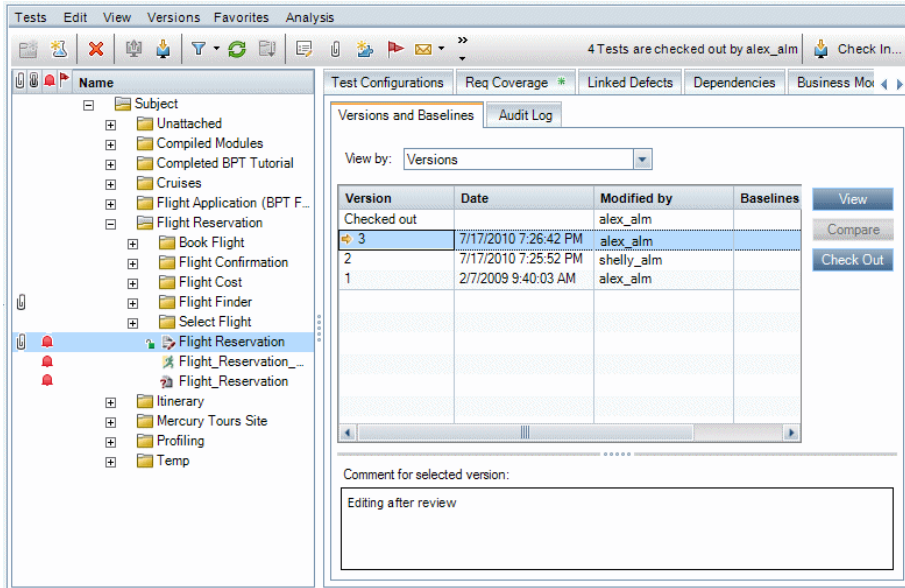 Tests Edit View Versions Favorites Analysis
4 Tests are checked out by alex_alm Check In...
Name
Subject
Unattached
Compiled Modules
Completed BPT Tutorial
Cruises
Flight Application (BPT F...
Flight Reservation
Book Flight
Flight Confirmation
Flight Cost
Flight Finder
Select Flight
Flight Reservation
Flight_Reservation_...
Flight_Reservation
Itinerary
Mercury Tours Site
Profiling
Temp
Test Configurations Req Coverage * Linked Defects Dependencies Business Mo
Versions and Baselines Audit Log
View by: Versions
Version Date Modified by Baselines
Checked out alex_alm
3 7/17/2010 7:26:42 PM alex_alm
2 7/17/2010 7:25:52 PM shelly_alm
1 2/7/2009 9:40:03 AM alex_alm
View
Compare
Check Out
Comment for selected version:
Editing after review